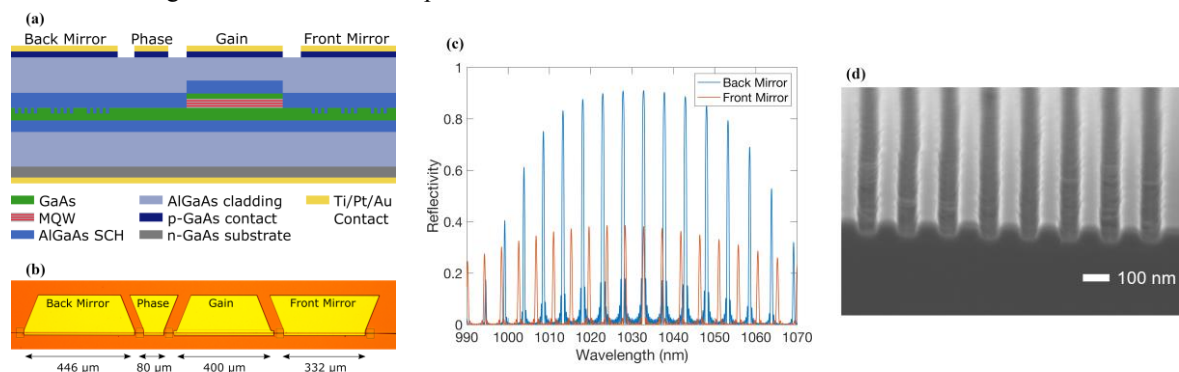 (a)
Back Mirror Phase Gain Front Mirror
GaAs
MQW
AlGaAs SCH
AlGaAs cladding
p-GaAs contact
n-GaAs substrate
Ti/Pt/Au
Contact
(b)
Back Mirror Phase Gain Front Mirror
446 µm 80 µm 400 µm 332 µm
(c)
1
0.8
0.6
0.4
0.2
0
Reflectivity
Back Mirror
Front Mirror
990 1000 1010 1020 1030 1040 1050 1060 1070
Wavelength (nm)
(d)
100 nm